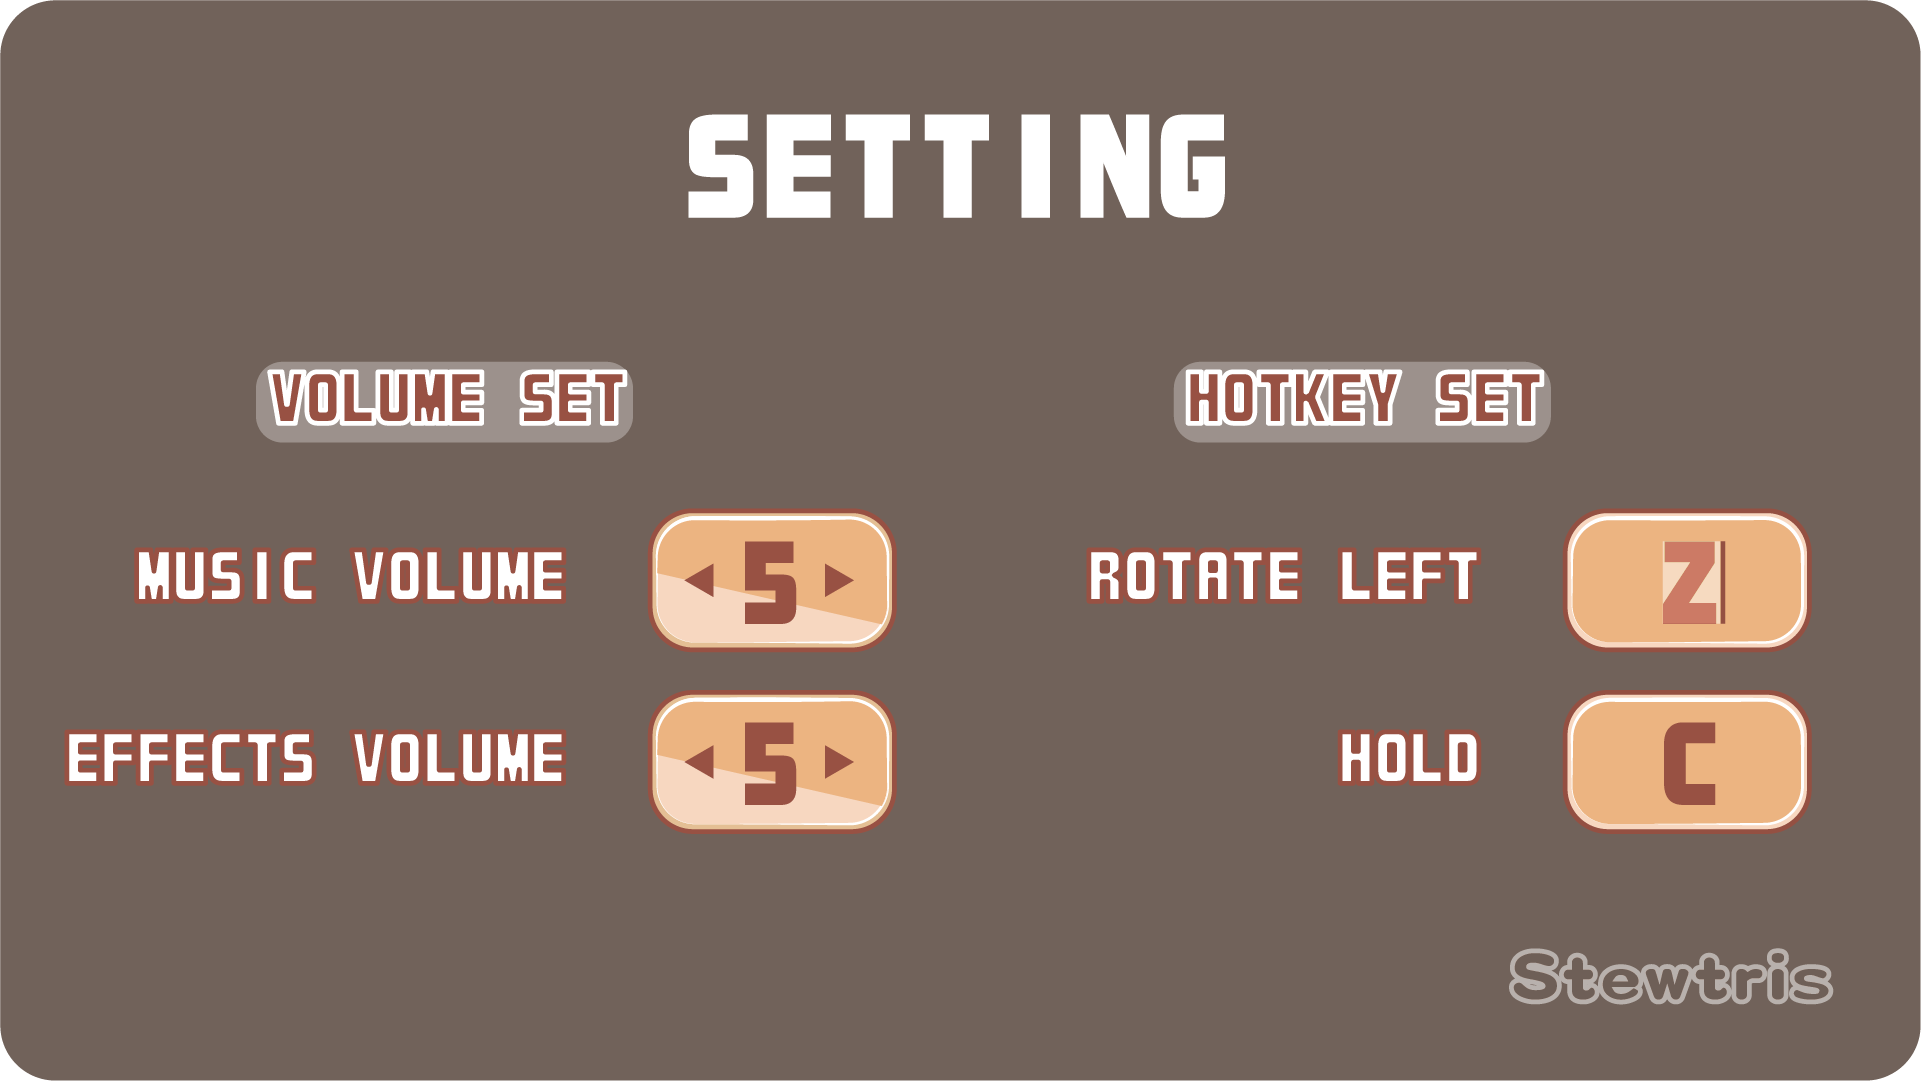 SETTING
VOLUME SET
MUSIC VOLUME 5
EFFECTS VOLUME 5
HOTKEY SET
ROTATE LEFT Z
HOLD C
Stewtris